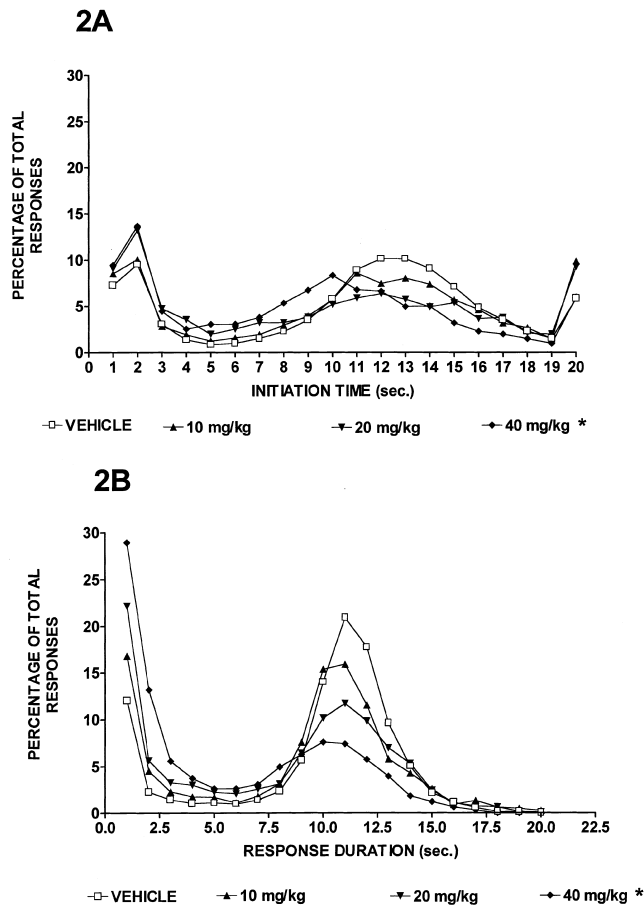 2A
PERCENTAGE OF TOTAL
RESPONSES
30
25
20
15
10
5
0
0 1 2 3 4 5 6 7 8 9 10 11 12 13 14 15 16 17 18 19 20
INITIATION TIME (sec.)
VEHICLE 10 mg/kg 20 mg/kg 40 mg/kg *
2B
PERCENTAGE OF TOTAL
RESPONSES
30
25
20
15
10
5
0
0.0 2.5 5.0 7.5 10.0 12.5 15.0 17.5 20.0 22.5
RESPONSE DURATION (sec.)
VEHICLE 10 mg/kg 20 mg/kg 40 mg/kg *